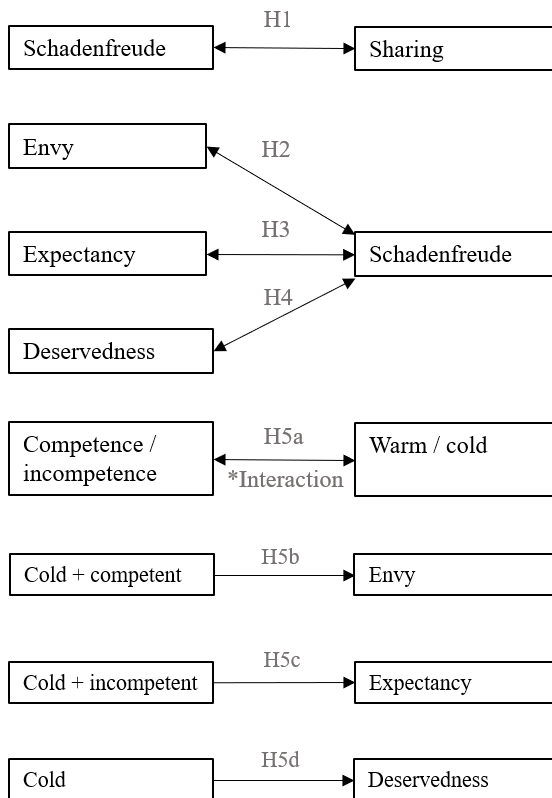 H1
Schadenfreude
Sharing
Envy
H2
Expectancy
H3
Schadenfreude
H4
Deservedness
Competence /
incompetence
H5a
*Interaction
Warm / cold
Cold + competent
H5b
Envy
Cold + incompetent
H5c
Expectancy
Cold
H5d
Deservedness